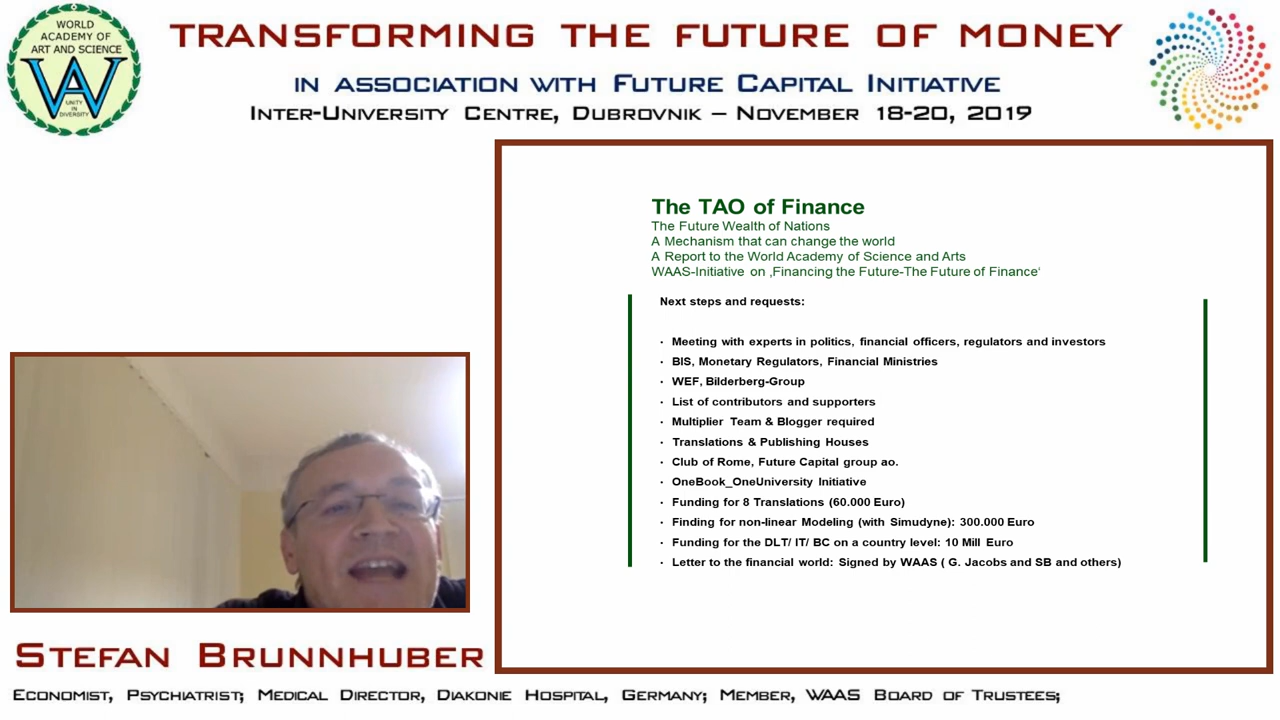 WORLD
ACADEMY OF
ART AND SCIENCE
WA
UNITY
IN
DIVERSITY
TRANSFORMING THE FUTURE OF MONEY
IN ASSOCIATION WITH FUTURE CAPITAL INITIATIVE
INTER-UNIVERSITY CENTRE, DUBROVNIK – NOVEMBER 18-20, 2019
The TAO of Finance
The Future Wealth of Nations
A Mechanism that can change the world
A Report to the World Academy of Science and Arts
WAAS-Initiative on ‚Financing the Future-The Future of Finance‘
Next steps and requests:
· Meeting with experts in politics, financial officers, regulators and investors
· BIS, Monetary Regulators, Financial Ministries
· WEF, Bilderberg-Group
· List of contributors and supporters
· Multiplier Team & Blogger required
· Translations & Publishing Houses
· Club of Rome, Future Capital group ao.
· OneBook_OneUniversity Initiative
· Funding for 8 Translations (60.000 Euro)
· Finding for non-linear Modeling (with Simudyne): 300.000 Euro
· Funding for the DLT/ IT/ BC on a country level: 10 Mill Euro
· Letter to the financial world: Signed by WAAS ( G. Jacobs and SB and others)
STEFAN BRUNNHUBER
ECONOMIST, PSYCHIATRIST; MEDICAL DIRECTOR, DIAKONIE HOSPITAL, GERMANY; MEMBER, WAAS BOARD OF TRUSTEES;